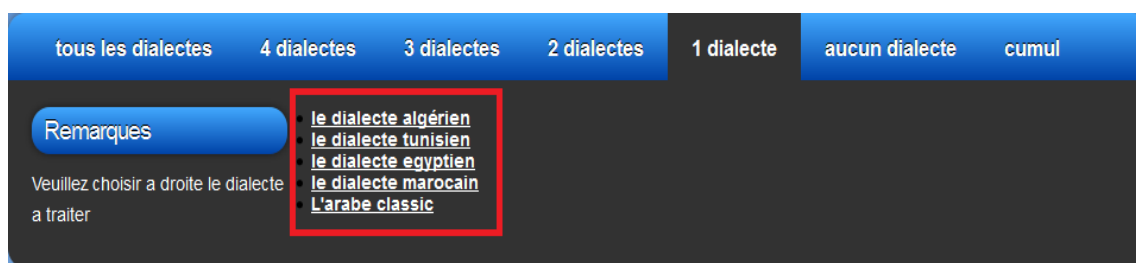 tous les dialectes 4 dialectes 3 dialectes 2 dialectes 1 dialecte aucun dialecte cumul
Remarques
Veuillez choisir a droite le dialecte
a traiter
le dialecte algérien
le dialecte tunisien
le dialecte egyptien
le dialecte marocain
L'arabe classic